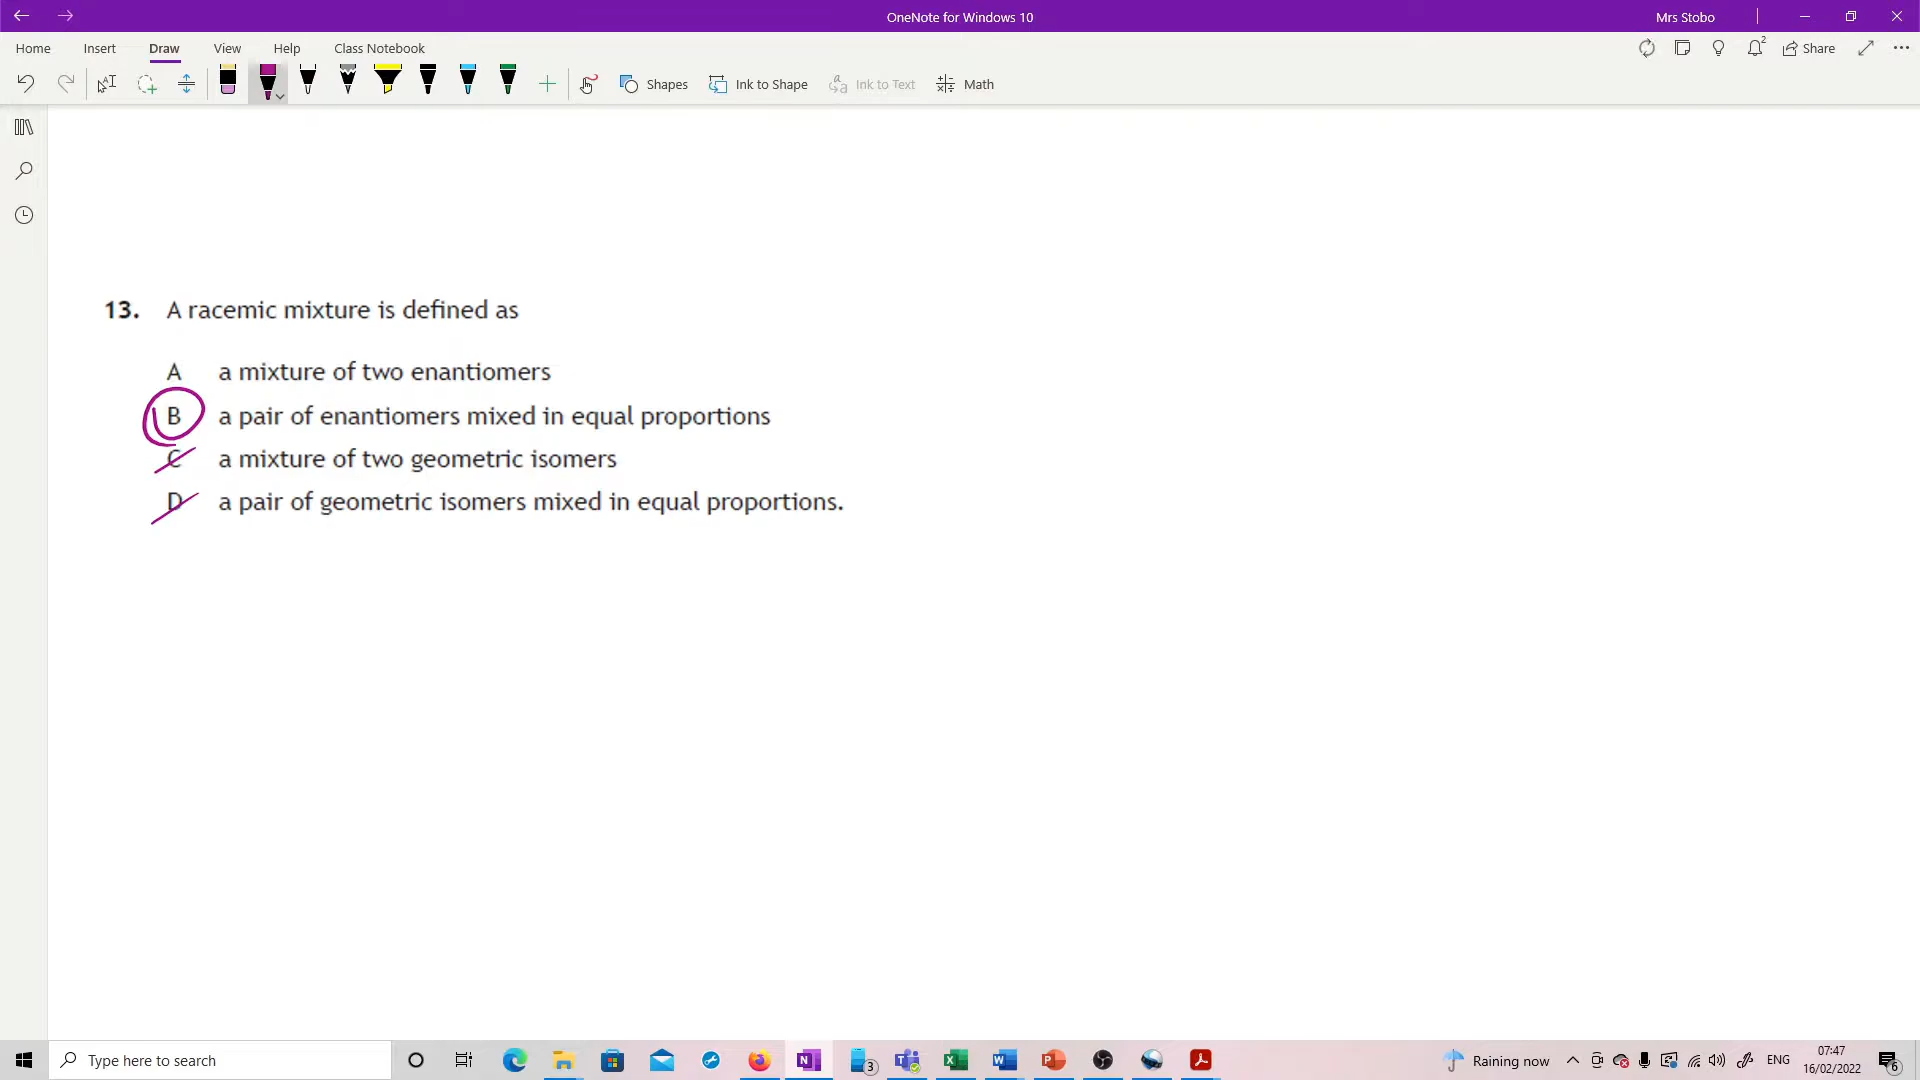 OneNote for Windows 10
Mrs Stobo
Home Insert Draw View Help Class Notebook
2
Share
Shapes Ink to Shape Ink to Text Math
13. A racemic mixture is defined as
A a mixture of two enantiomers
B a pair of enantiomers mixed in equal proportions
C a mixture of two geometric isomers
D a pair of geometric isomers mixed in equal proportions.
Type here to search
3
Raining now
ENG
07:47
16/02/2022
6